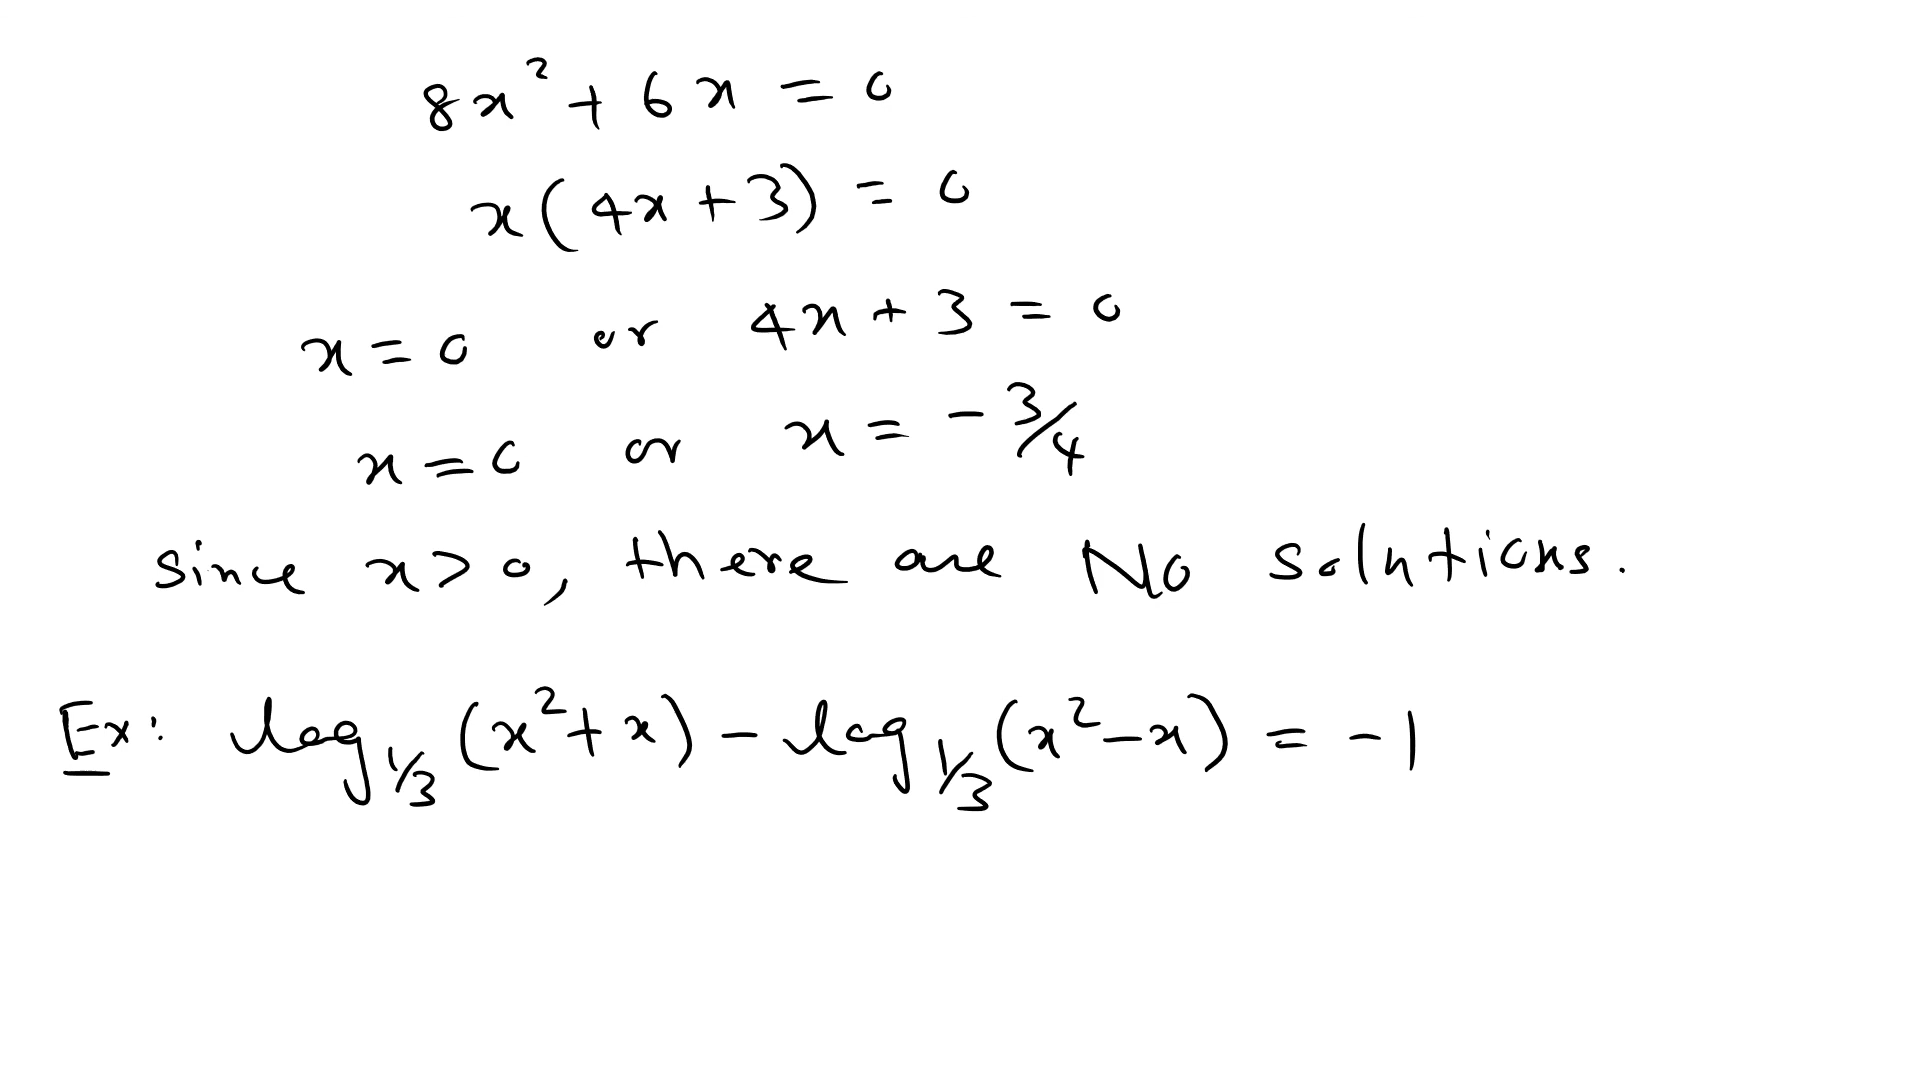 8x² + 6x = 0
x(4x + 3) = 0
x = 0 or 4x + 3 = 0
x = 0 or x = - 3/4
since x > 0, there are No solutions.
Ex: log_{1/3} (x² + x) - log_{1/3} (x² - x) = -1